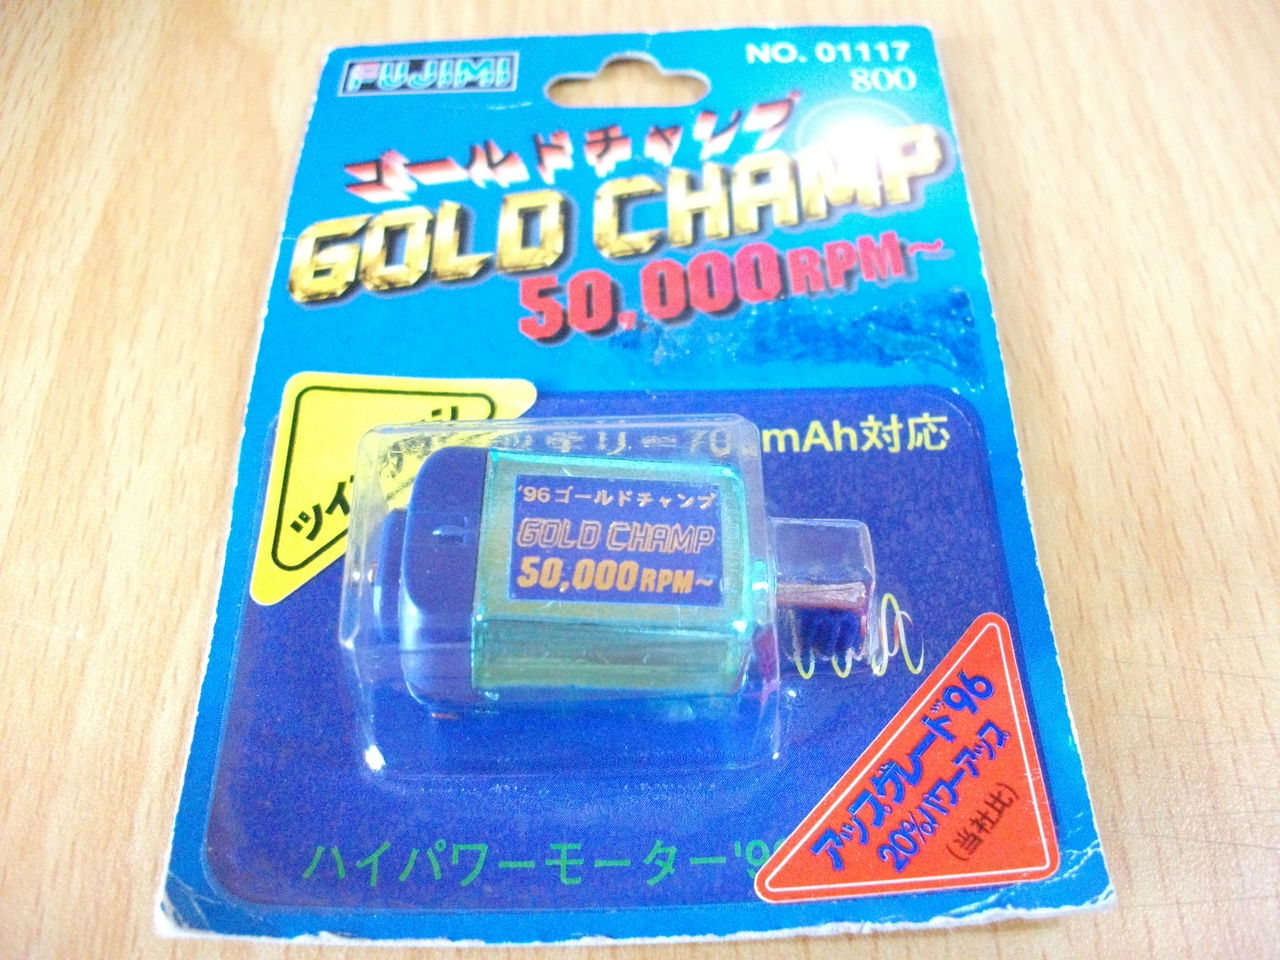 FUJIMI
NO. 01117
800
ゴールドチャンプ
GOLD CHAMP
50,000RPM~
mAh対応
'96ゴールドチャンプ
GOLD CHAMP
50,000RPM~
アップグレード'96
20%パワーアップ
(当社比)
ハイパワーモーター'9